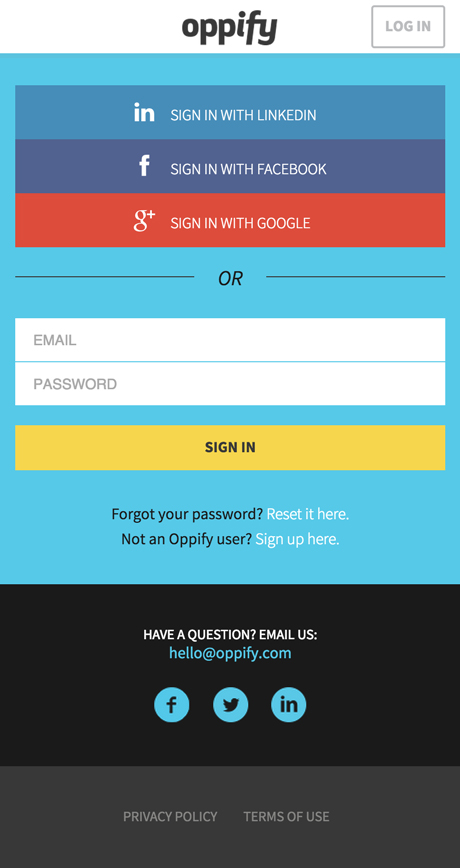 oppify
LOG IN
in SIGN IN WITH LINKEDIN
f SIGN IN WITH FACEBOOK
g+ SIGN IN WITH GOOGLE
OR
EMAIL
PASSWORD
SIGN IN
Forgot your password? Reset it here.
Not an Oppify user? Sign up here.
HAVE A QUESTION? EMAIL US:
hello@oppify.com
f in
PRIVACY POLICY TERMS OF USE